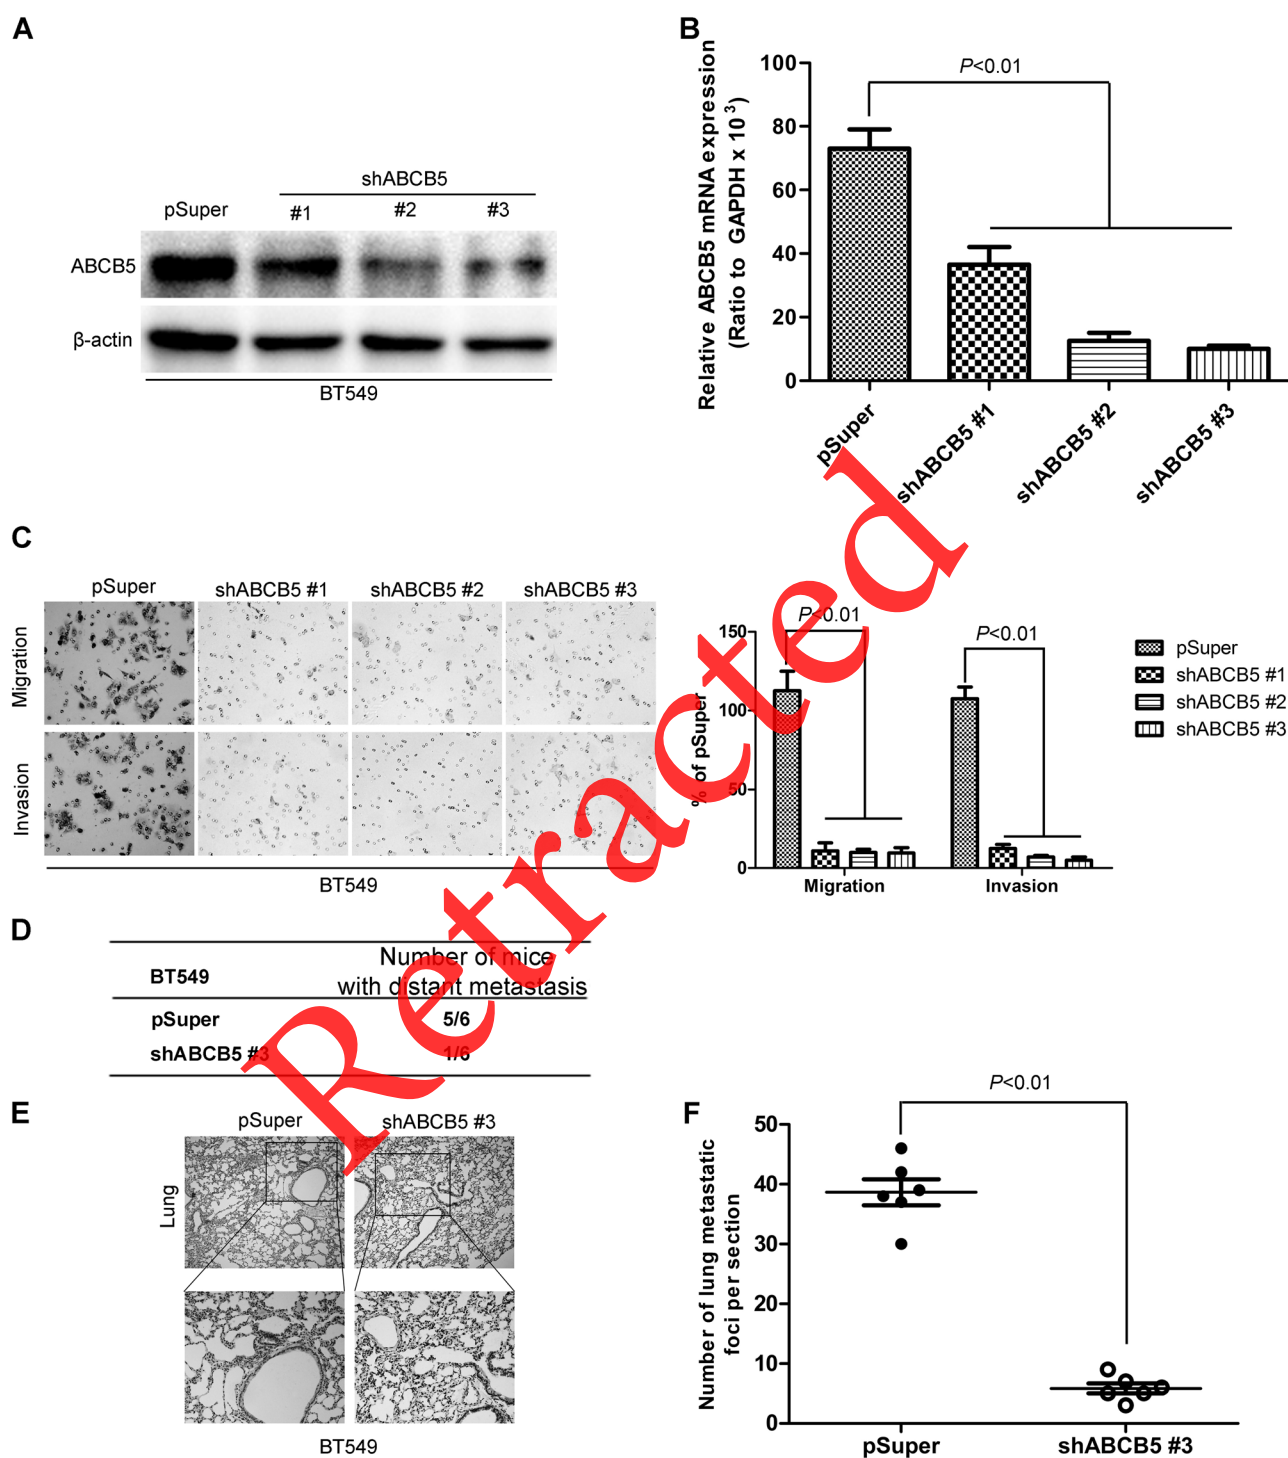 A
shABCB5
pSuper #1 #2 #3
ABCB5
β-actin
BT549
B
Relative ABCB5 mRNA expression
(Ratio to GAPDH x 10³)
P<0.01
100
80
60
40
20
0
pSuper
shABCB5 #1
shABCB5 #2
shABCB5 #3
C
pSuper shABCB5 #1 shABCB5 #2 shABCB5 #3
Migration
Invasion
BT549
% of pSuper
150
100
50
0
P<0.01
P<0.01
Migration Invasion
pSuper
shABCB5 #1
shABCB5 #2
shABCB5 #3
D
BT549
Number of mice
with distant metastasis
pSuper 5/6
shABCB5 #3 1/6
E
pSuper shABCB5 #3
Lung
BT549
F
Number of lung metastatic
foci per section
P<0.01
50
40
30
20
10
0
pSuper shABCB5 #3
Retracted